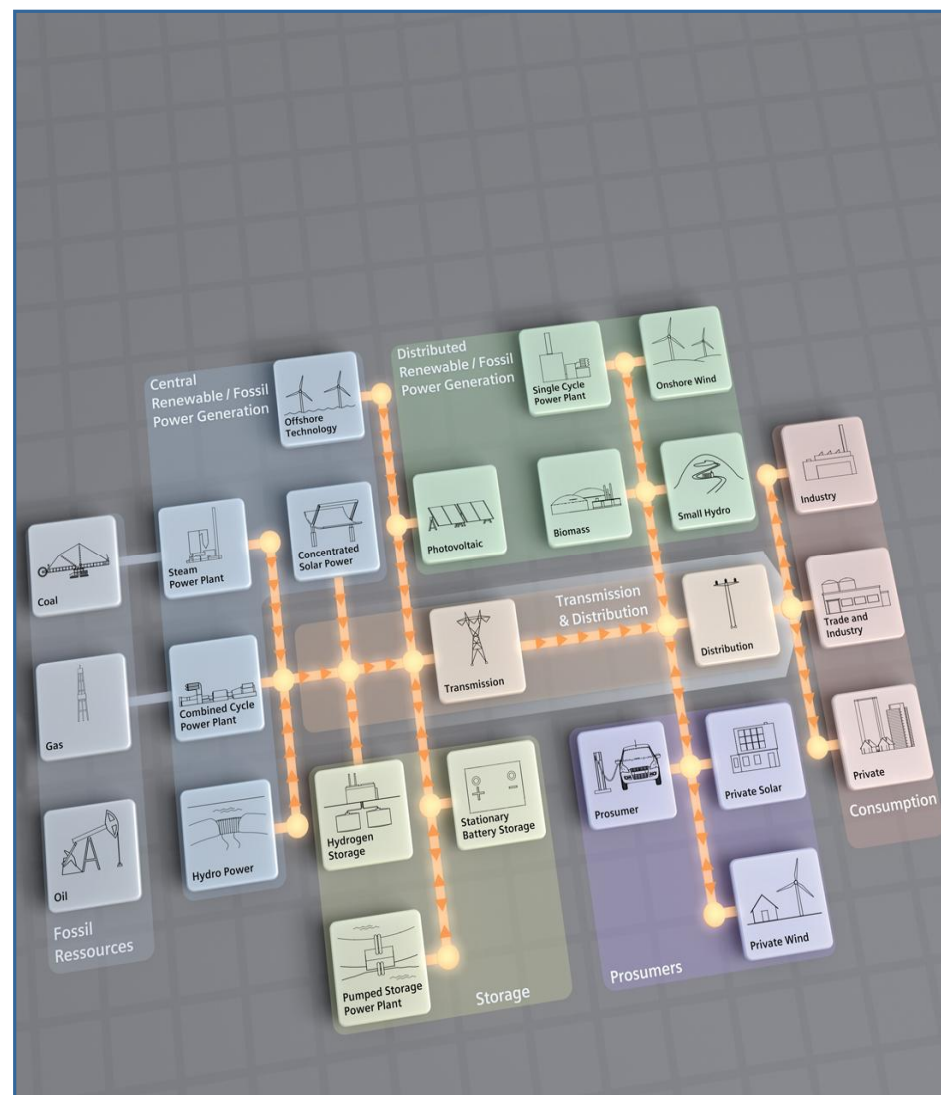 Central
Renewable / Fossil
Power Generation
Offshore
Technology
Steam
Power Plant
Concentrated
Solar Power
Combined Cycle
Power Plant
Hydro Power
Distributed
Renewable / Fossil
Power Generation
Single Cycle
Power Plant
Onshore Wind
Photovoltaic
Biomass
Small Hydro
Coal
Gas
Oil
Fossil
Ressources
Transmission
& Distribution
Transmission
Distribution
Industry
Trade and
Industry
Private
Consumption
Hydrogen
Storage
Stationary
Battery Storage
Pumped Storage
Power Plant
Storage
Prosumer
Private Solar
Private Wind
Prosumers